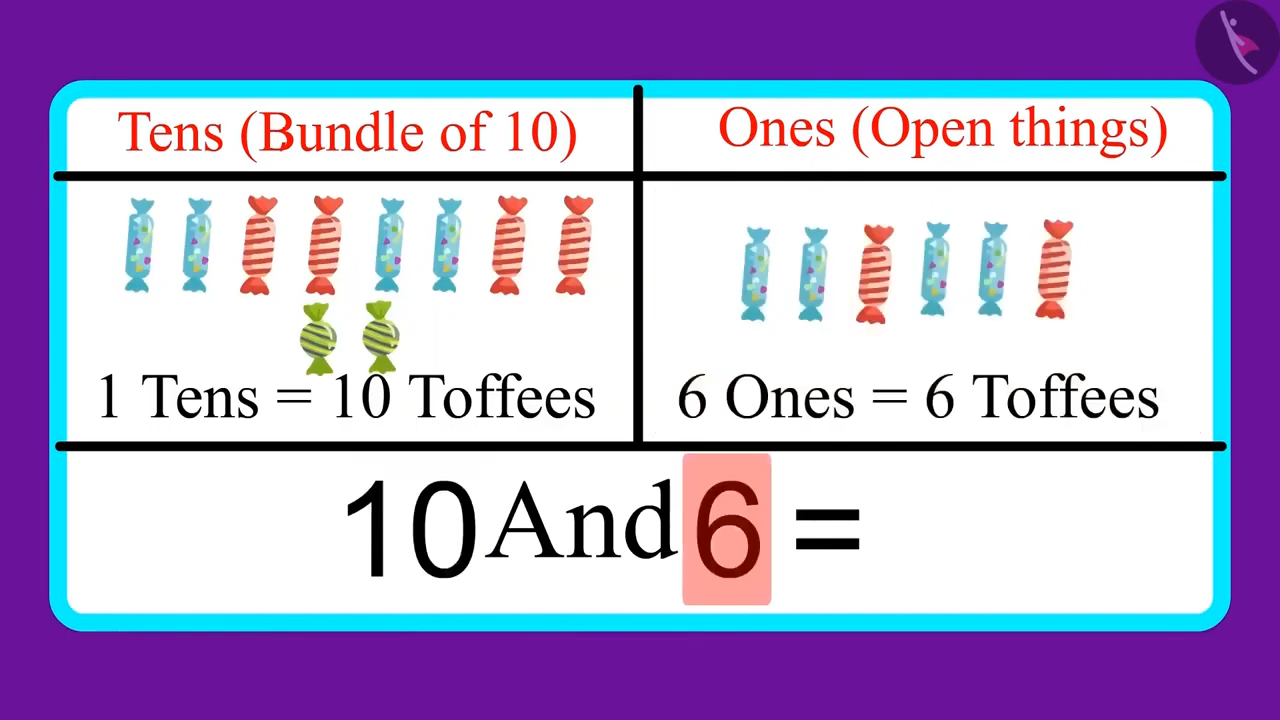 Tens (Bundle of 10)
Ones (Open things)
1 Tens = 10 Toffees
6 Ones = 6 Toffees
10 And 6 =